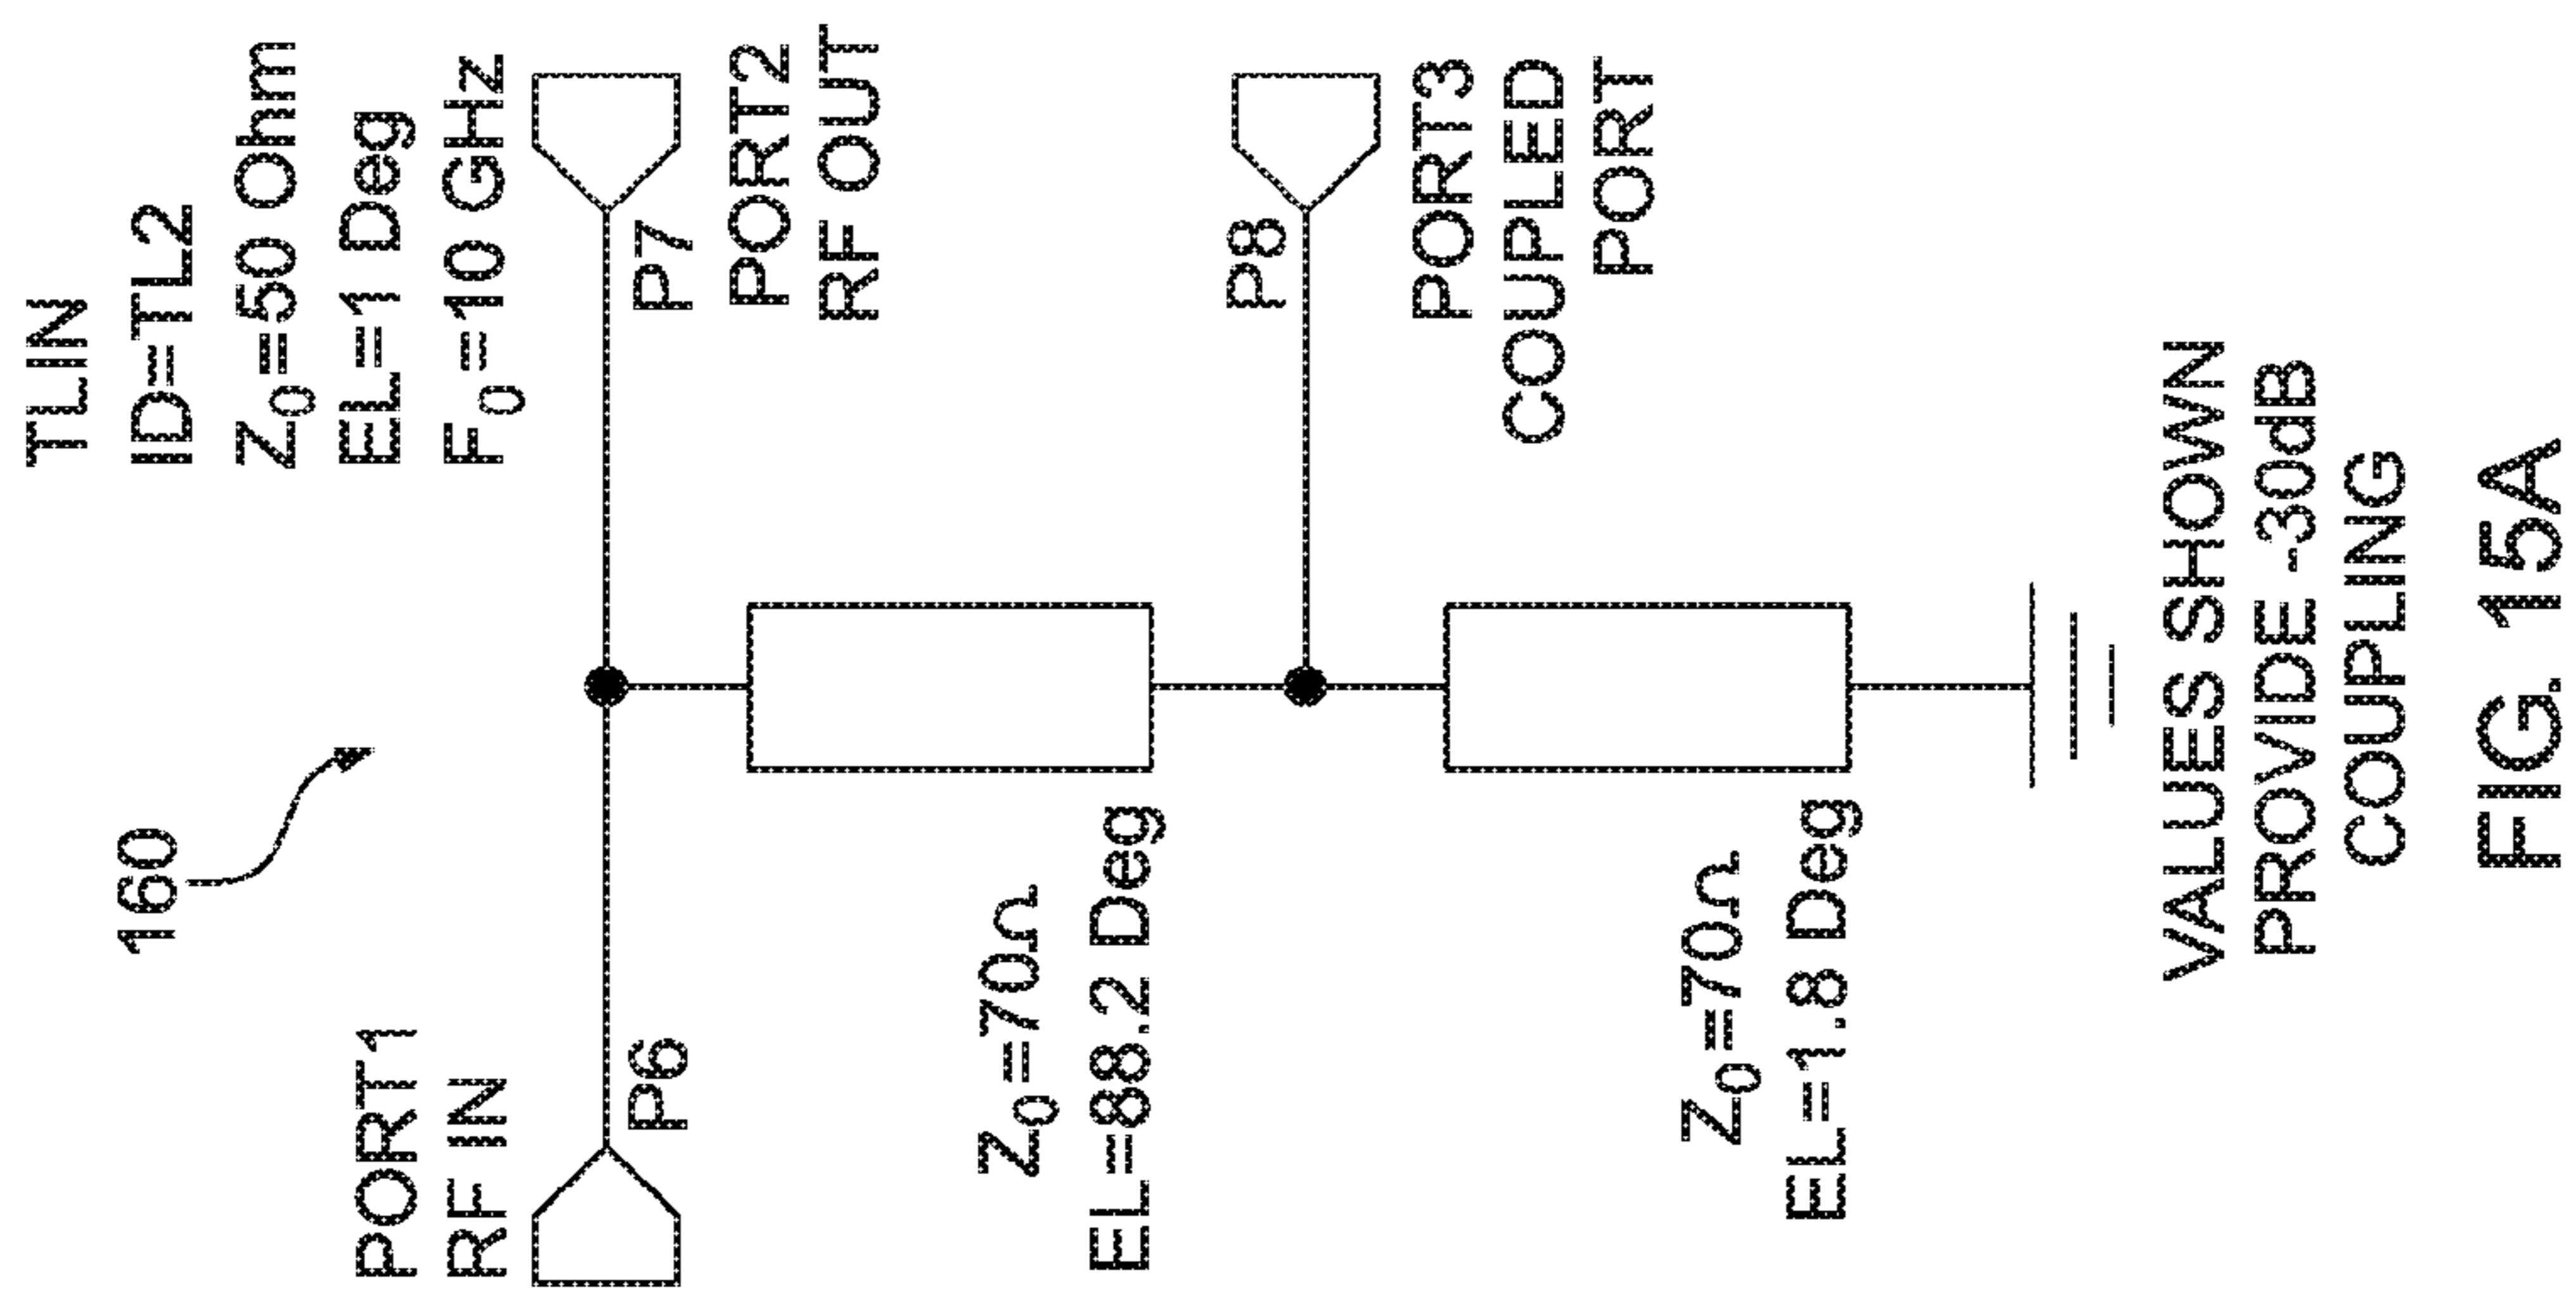 160
TLIN
ID=TL2
Z0=50 Ohm
EL=1 Deg
F0=10 GHz
PORT1
RF IN
P6
P7
PORT2
RF OUT
Z0=70Ω
EL=88.2 Deg
P8
PORT3
COUPLED
PORT
Z0=70Ω
EL=1.8 Deg
VALUES SHOWN
PROVIDE -30dB
COUPLING
FIG. 15A